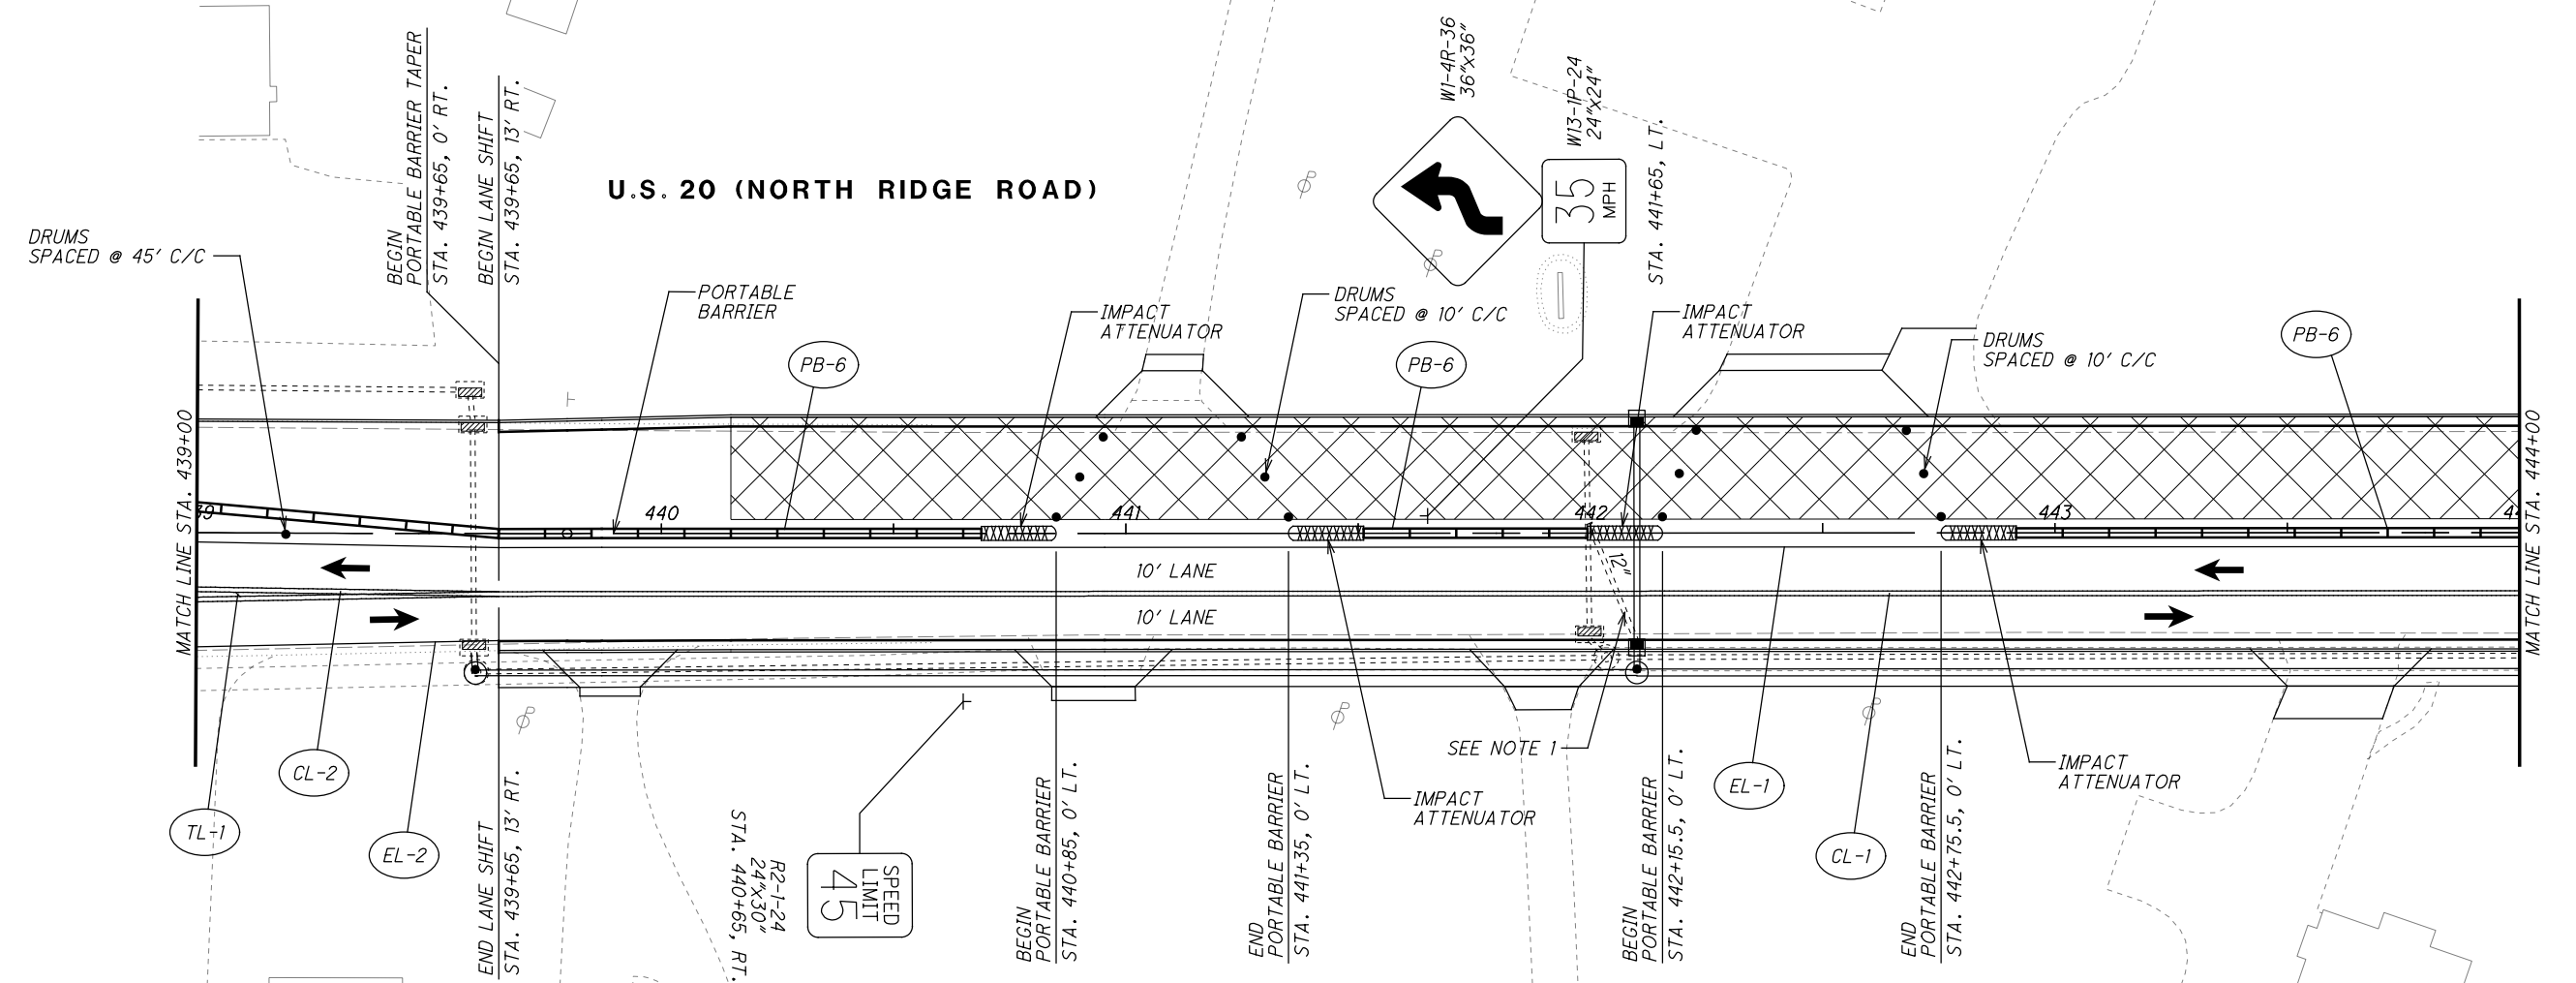 U.S. 20 (NORTH RIDGE ROAD)
DRUMS
SPACED @ 45' C/C
BEGIN
PORTABLE BARRIER TAPER
STA. 439+65, 0' RT.
BEGIN LANE SHIFT
STA. 439+65, 13' RT.
PORTABLE
BARRIER
PB-6
IMPACT
ATTENUATOR
DRUMS
SPACED @ 10' C/C
PB-6
W1-4R-36
36"x36"
W13-1P-24
24"x24"
35
MPH
STA. 441+65, LT.
IMPACT
ATTENUATOR
DRUMS
SPACED @ 10' C/C
PB-6
MATCH LINE STA. 439+00
39
440
441
442
443
44
MATCH LINE STA. 444+00
10' LANE
10' LANE
12"
TL-1
CL-2
EL-2
END LANE SHIFT
STA. 439+65, 13' RT.
R2-1-24
24"x30"
STA. 440+65, RT.
SPEED
LIMIT
45
BEGIN
PORTABLE BARRIER
STA. 440+85, 0' LT.
END
PORTABLE BARRIER
STA. 441+35, 0' LT.
IMPACT
ATTENUATOR
SEE NOTE 1
BEGIN
PORTABLE BARRIER
STA. 442+15.5, 0' LT.
EL-1
CL-1
END
PORTABLE BARRIER
STA. 442+75.5, 0' LT.
IMPACT
ATTENUATOR